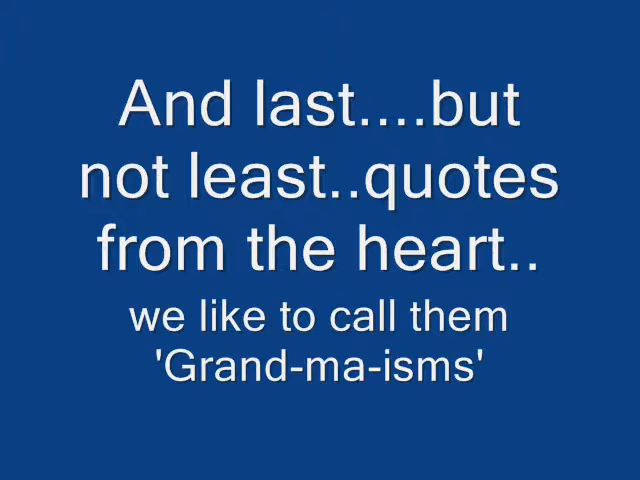 And last....but
not least..quotes
from the heart..
we like to call them
'Grand-ma-isms'